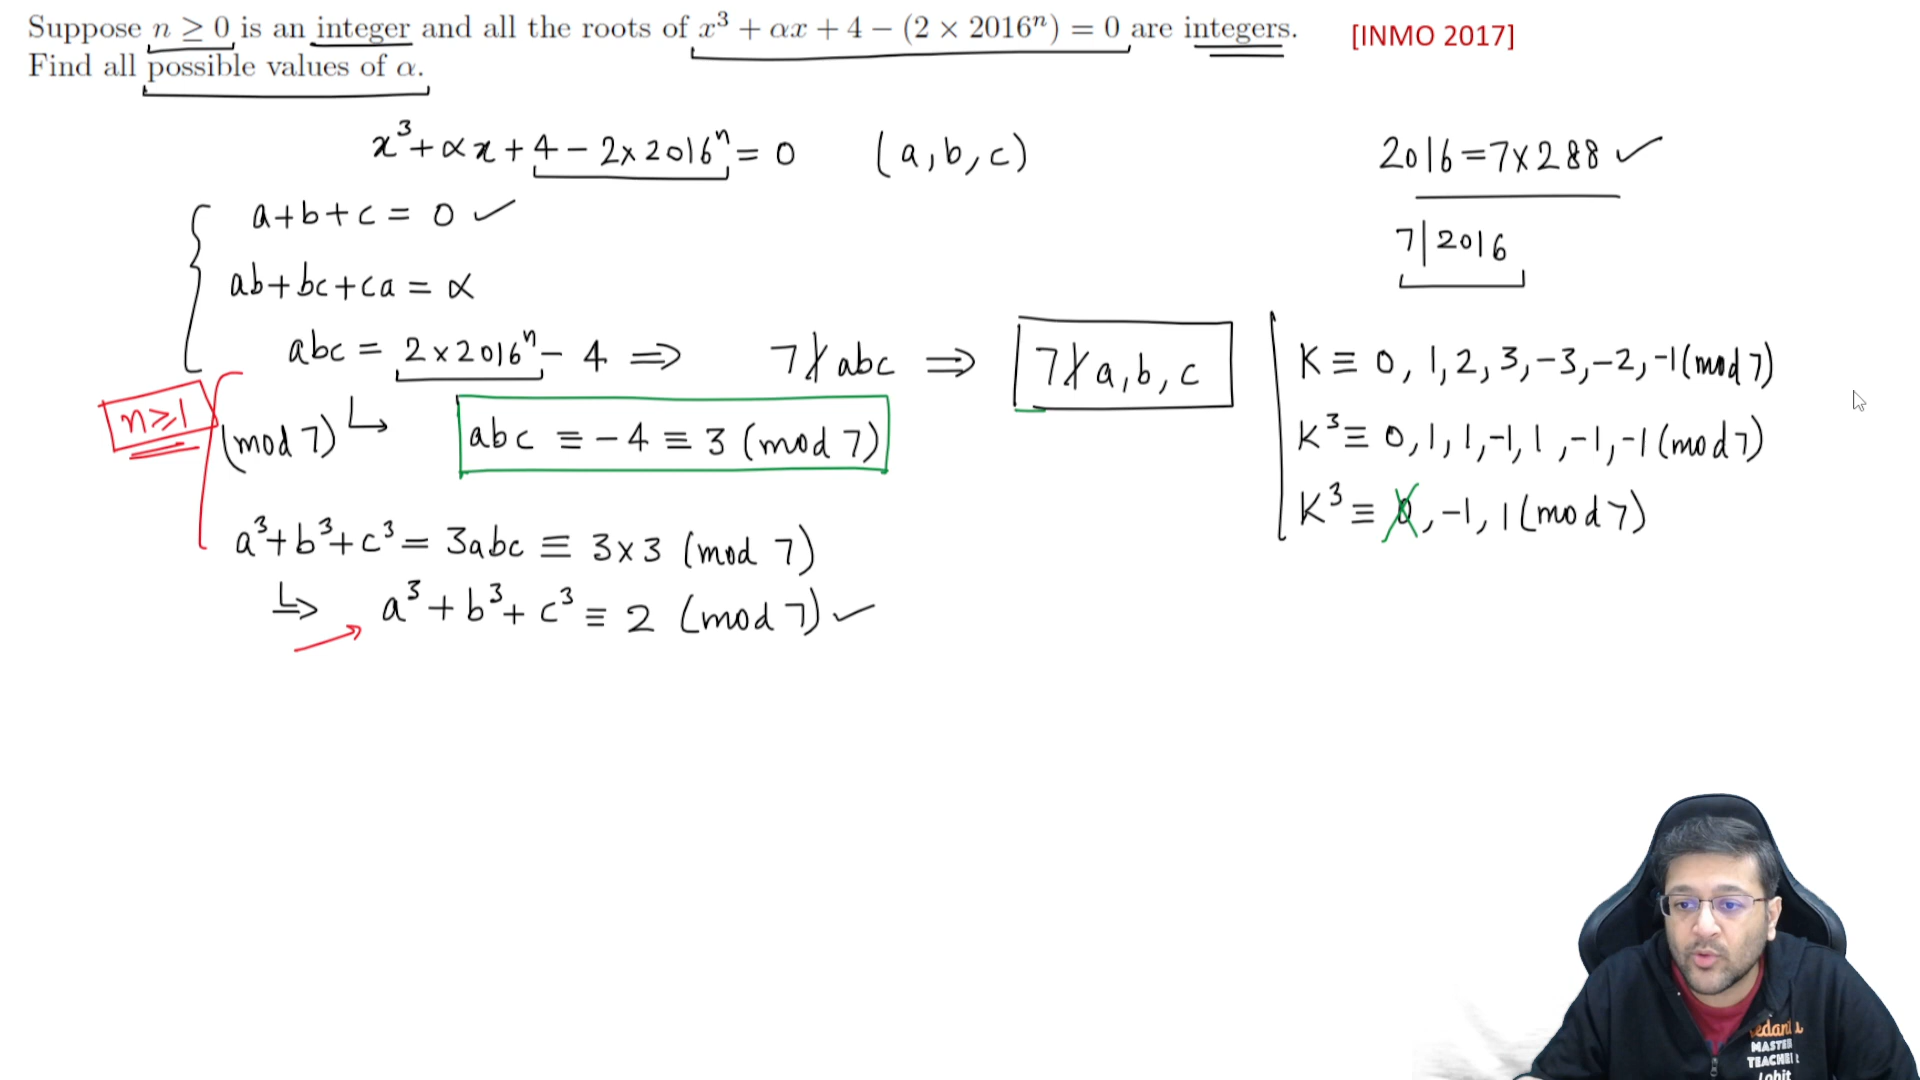 Suppose n ≥ 0 is an integer and all the roots of x³ + αx + 4 − (2 × 2016ⁿ) = 0 are integers. [INMO 2017]
Find all possible values of α.
x³ + αx + 4 − 2×2016ⁿ = 0 (a, b, c)
2016 = 7×288 ✓
a+b+c = 0 ✓
7 | 2016
ab+bc+ca = α
abc = 2×2016ⁿ − 4 ⇒ 7∤abc ⇒ 7∤a,b,c
K ≡ 0, 1, 2, 3, −3, −2, −1 (mod 7)
n≥1
(mod 7) ↳ abc ≡ −4 ≡ 3 (mod 7)
K³ ≡ 0, 1, 1, −1, 1, −1, −1 (mod 7)
K³ ≡ 0, −1, 1 (mod 7)
a³+b³+c³ = 3abc ≡ 3×3 (mod 7)
↳ a³+b³+c³ ≡ 2 (mod 7) ✓
MASTER
TEACHER